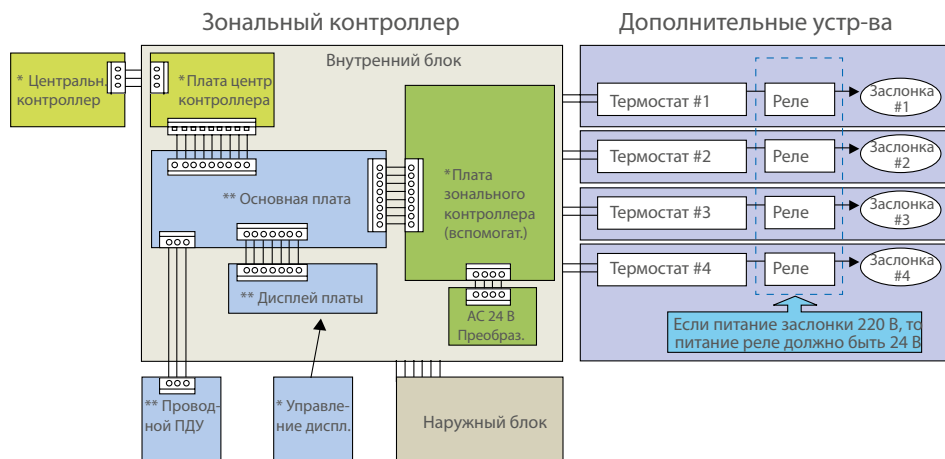 Зональный контроллер
Дополнительные устр-ва
Внутренний блок
* Центральн.
контроллер
*Плата центр
контроллера
** Основная плата
*Плата
зонального
контроллера
(вспомогат.)
** Дисплей платы
АС 24 В
Преобраз.
** Провод-
ной ПДУ
* Управле-
ние диспл.
Наружный блок
Термостат #1
Реле
Заслонка
#1
Термостат #2
Реле
Заслонка
#2
Термостат #3
Реле
Заслонка
#3
Термостат #4
Реле
Заслонка
#4
Если питание заслонки 220 В, то
питание реле должно быть 24 В